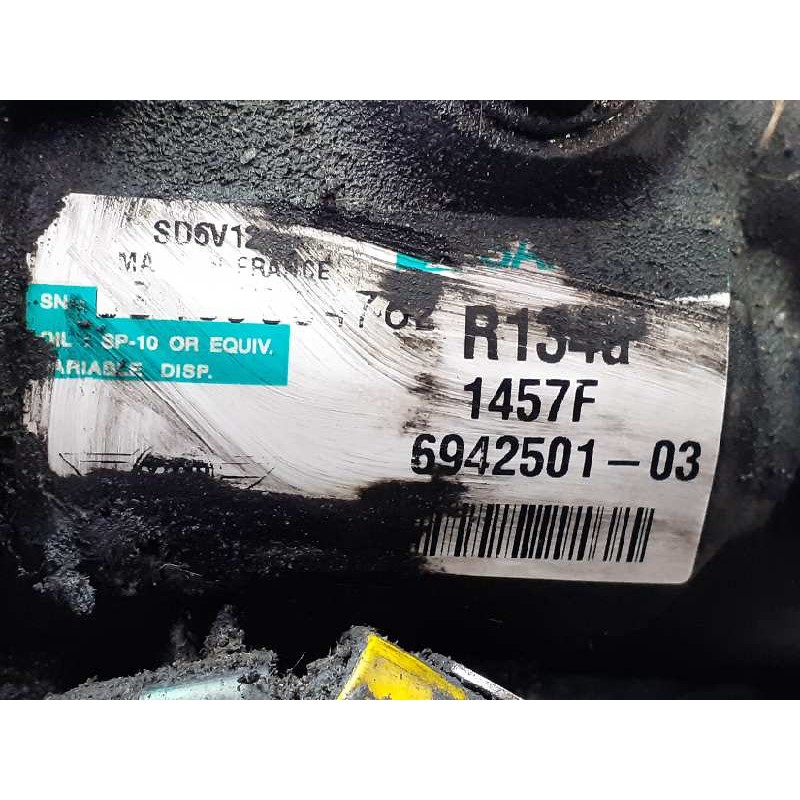 SD6V12
FRANCE
SN
OIL : SP-10 OR EQUIV.
VARIABLE DISP.
R134a
1457F
6942501-03